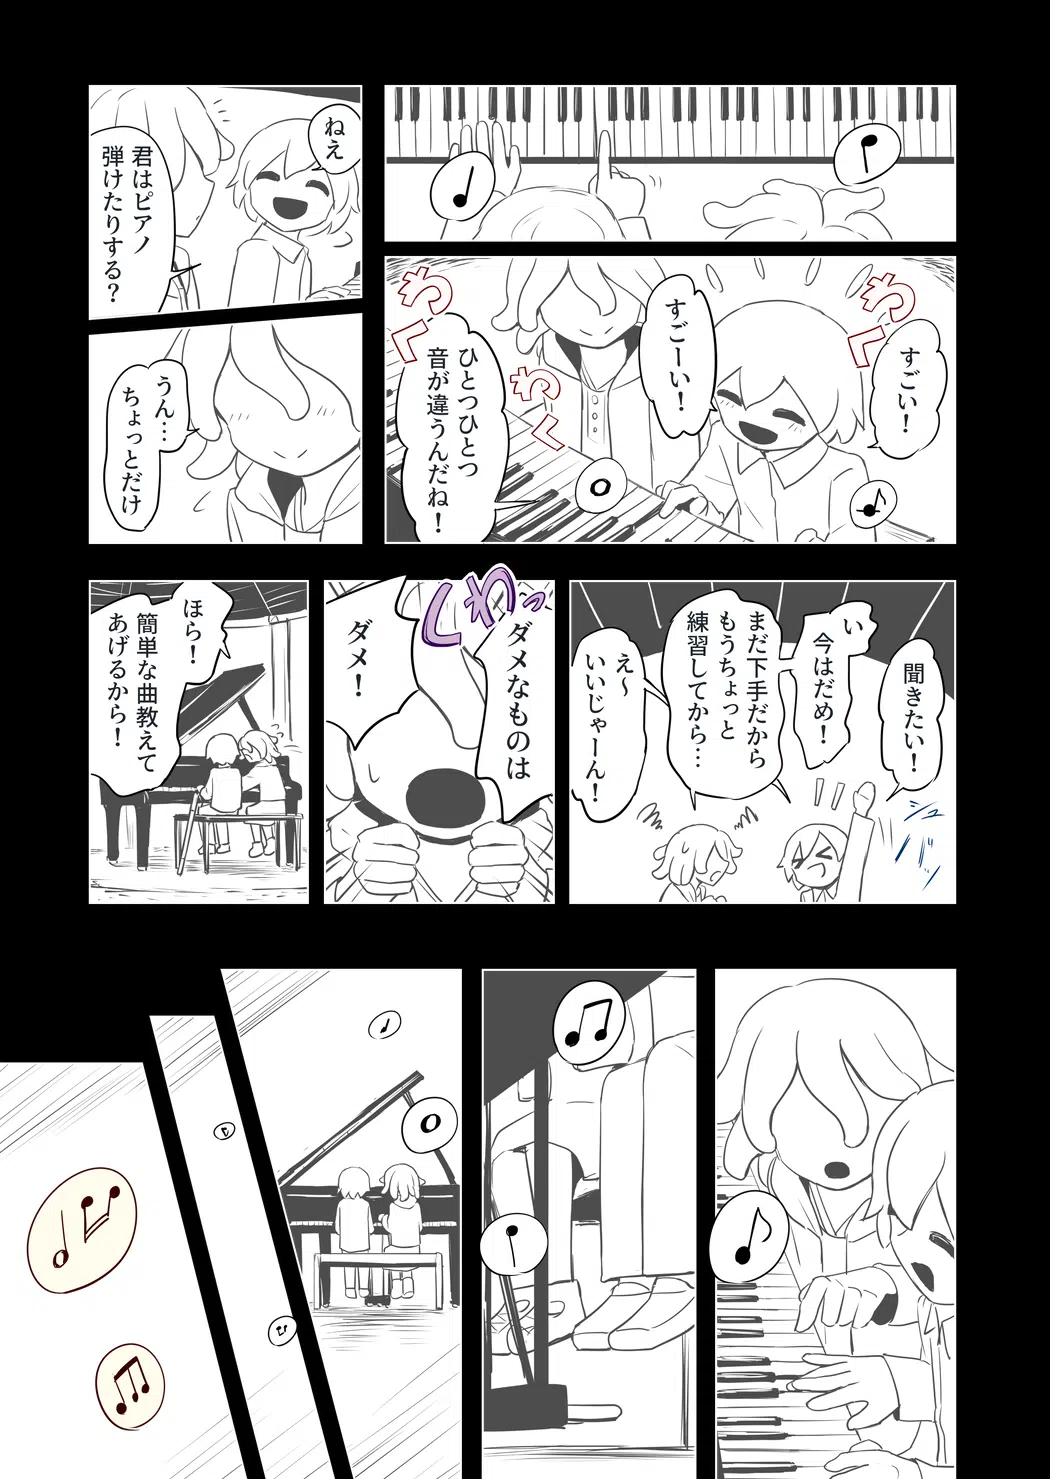 すごい！
わく
すごーい！
わく
わく
ひとつひとつ
音が違うんだね！
ねえ
君はピアノ
弾けたりする？
うん…
ちょっとだけ
聞きたい！
い
今はだめ！
まだ下手だから
もうちょっと
練習してから…
え〜
いいじゃーん！
ジュ
ダメなものは
くわっ
ダメ！
ほら！
簡単な曲教えて
あげるから！